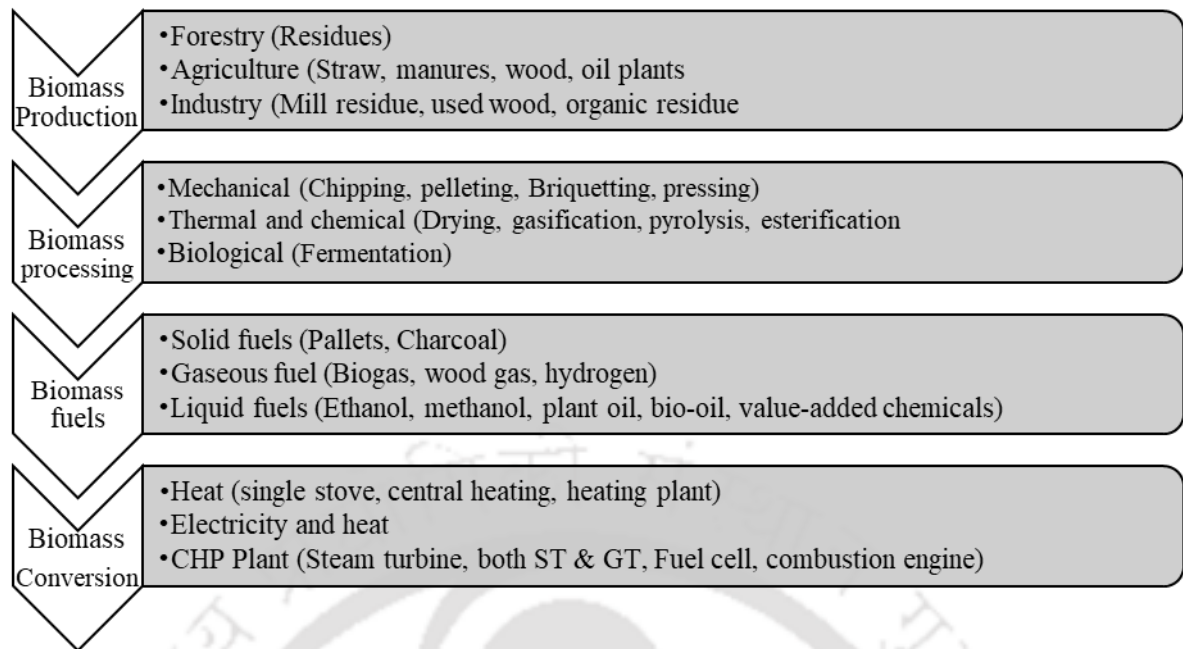 Biomass
Production
•Forestry (Residues)
•Agriculture (Straw, manures, wood, oil plants
•Industry (Mill residue, used wood, organic residue
Biomass
processing
•Mechanical (Chipping, pelleting, Briquetting, pressing)
•Thermal and chemical (Drying, gasification, pyrolysis, esterification
•Biological (Fermentation)
Biomass
fuels
•Solid fuels (Pallets, Charcoal)
•Gaseous fuel (Biogas, wood gas, hydrogen)
•Liquid fuels (Ethanol, methanol, plant oil, bio-oil, value-added chemicals)
Biomass
Conversion
•Heat (single stove, central heating, heating plant)
•Electricity and heat
•CHP Plant (Steam turbine, both ST & GT, Fuel cell, combustion engine)